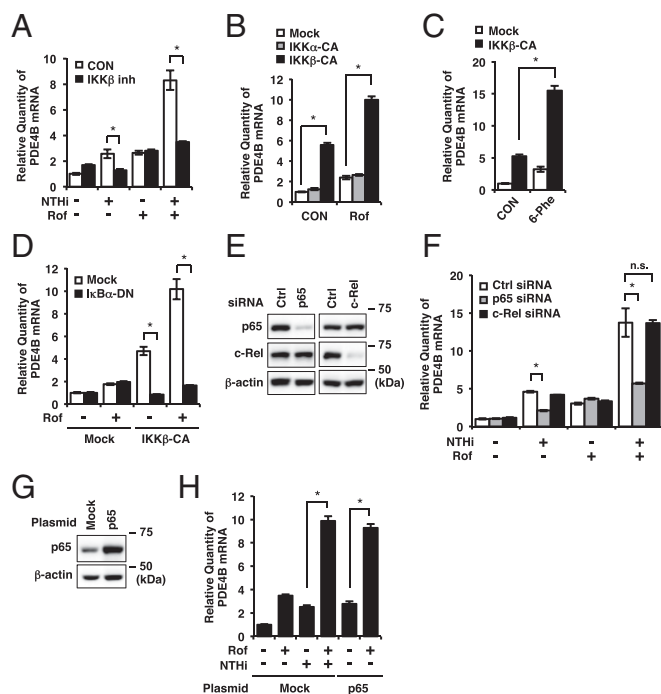 A
Relative Quantity of
PDE4B mRNA
CON
IKKβ inh
*
*
10
8
6
4
2
0
NTHi - + - +
Rof - - + +
B
Relative Quantity of
PDE4B mRNA
Mock
IKKα-CA
IKKβ-CA
*
*
12
10
8
6
4
2
0
CON Rof
C
Relative Quantity of
PDE4B mRNA
Mock
IKKβ-CA
*
20
15
10
5
0
CON 6-Phe
D
Relative Quantity of
PDE4B mRNA
Mock
IκBα-DN
*
*
12
10
8
6
4
2
0
Rof - + - +
Mock IKKβ-CA
E
siRNA Ctrl p65 Ctrl c-Rel
p65
c-Rel
β-actin
75
75
50
(kDa)
F
Relative Quantity of
PDE4B mRNA
Ctrl siRNA
p65 siRNA
c-Rel siRNA
n.s.
*
*
20
15
10
5
0
NTHi - + - +
Rof - - + +
G
Plasmid Mock p65
p65
β-actin
75
50
(kDa)
H
Relative Quantity of
PDE4B mRNA
*
*
12
10
8
6
4
2
0
Rof - + - + - +
NTHi - - + + - -
Plasmid Mock p65